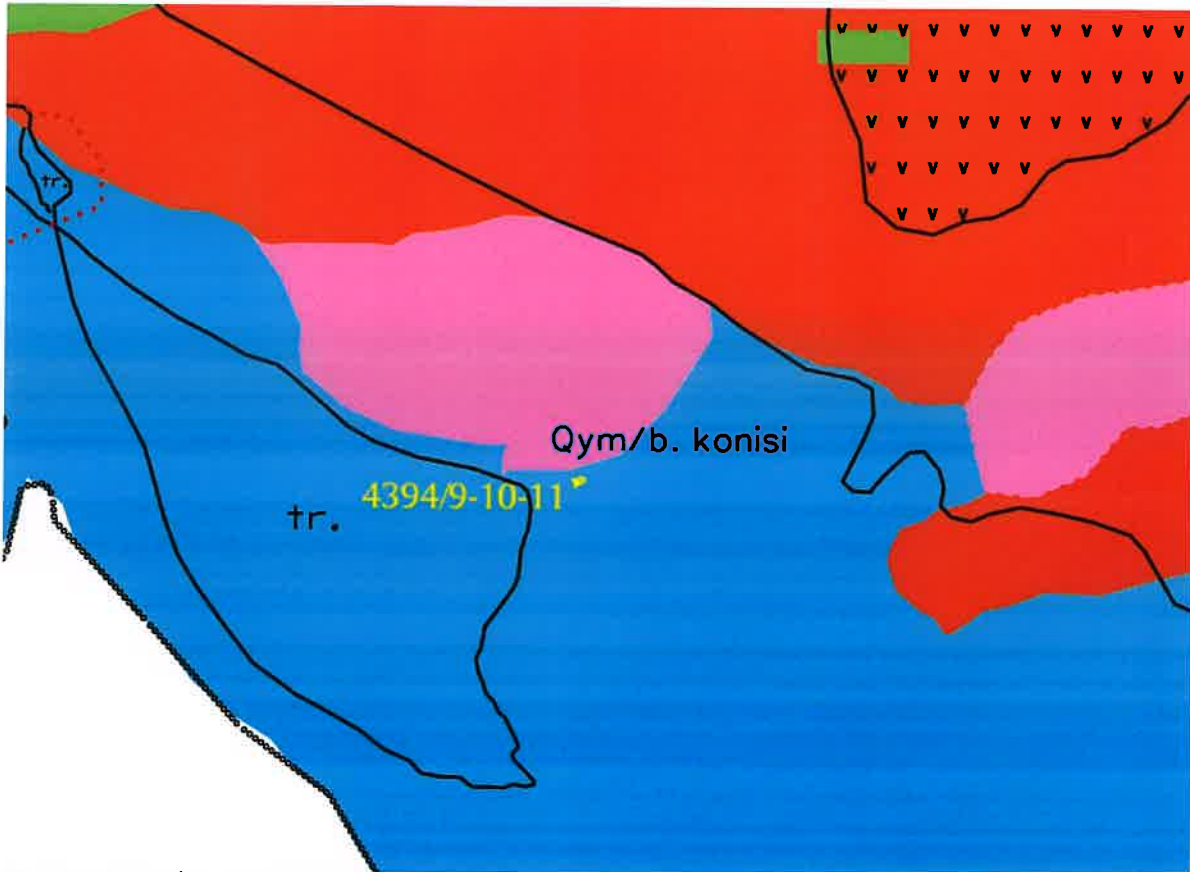 v v v v v v v v v v v v
v v v v v v v v v v v v
v v v v v v v v v v
v v v v v v
v v v
tr.
Qym/b. konisi
4394/9-10-11
tr.